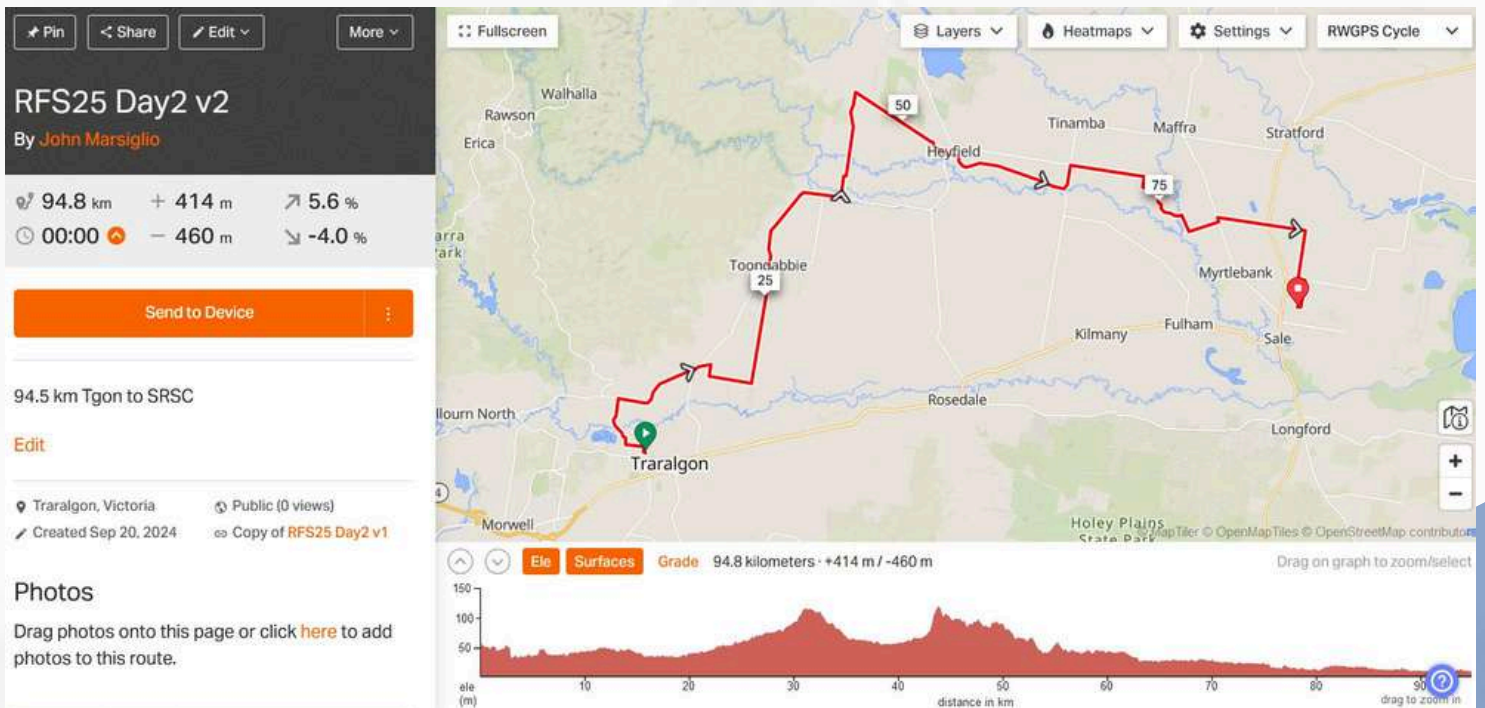 Pin Share Edit More
RFS25 Day2 v2
By John Marsiglio
94.8 km + 414 m 5.6 %
00:00 − 460 m -4.0 %
Send to Device
94.5 km Tgon to SRSC
Edit
Traralgon, Victoria Public (0 views)
Created Sep 20, 2024 Copy of RFS25 Day2 v1
Photos
Drag photos onto this page or click here to add
photos to this route.
Fullscreen Layers Heatmaps Settings RWGPS Cycle
Walhalla
Rawson
Erica
50
Tinamba
Maffra
Stratford
Heyfield
75
arra
ark
Toongabbie
25
Myrtlebank
Kilmany
Fulham
Sale
Rosedale
llourn North
Longford
Traralgon
4
Morwell
Holey Plains
State Park
MapTiler © OpenMapTiles © OpenStreetMap contributors
+
−
Ele Surfaces Grade 94.8 kilometers · +414 m / -460 m Drag on graph to zoom/select
150
100
50
ele
(m)
10 20 30 40 50 60 70 80 90
distance in km
drag to zoom in
?